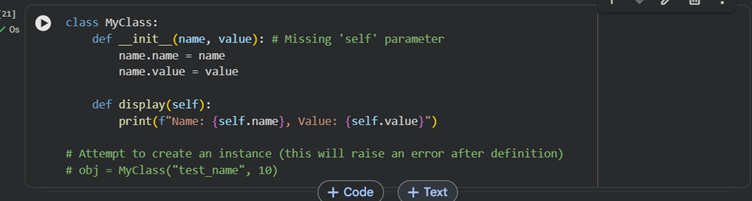 [21]
✓ 0s
class MyClass:
    def __init__(name, value): # Missing 'self' parameter
        name.name = name
        name.value = value
    def display(self):
        print(f"Name: {self.name}, Value: {self.value}")
# Attempt to create an instance (this will raise an error after definition)
# obj = MyClass("test_name", 10)
+ Code
+ Text